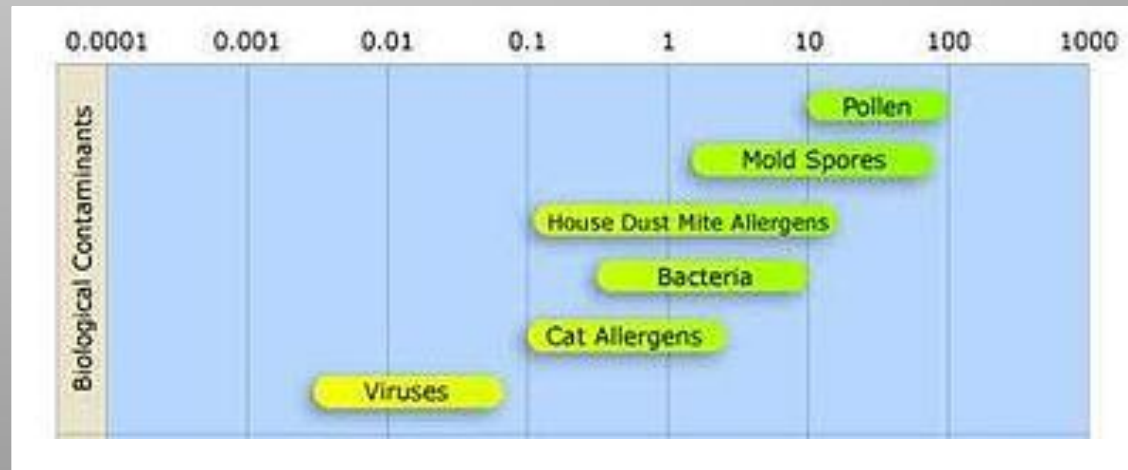 0.0001 0.001 0.01 0.1 1 10 100 1000
Biological Contaminants
Pollen
Mold Spores
House Dust Mite Allergens
Bacteria
Cat Allergens
Viruses